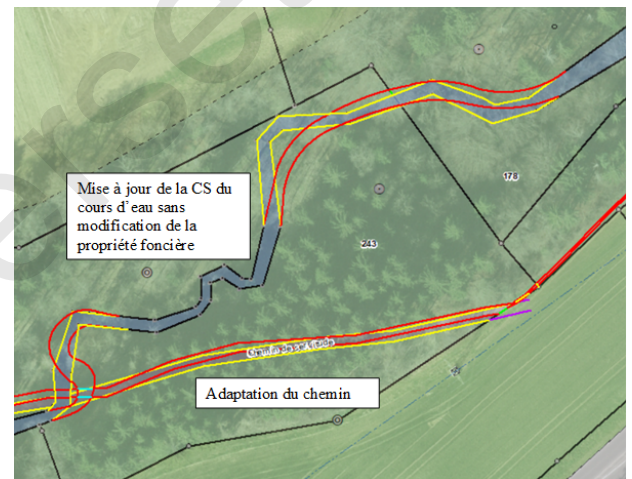 178
Mise à jour de la CS du
cours d'eau sans
modification de la
propriété foncière
243
Adaptation du chemin